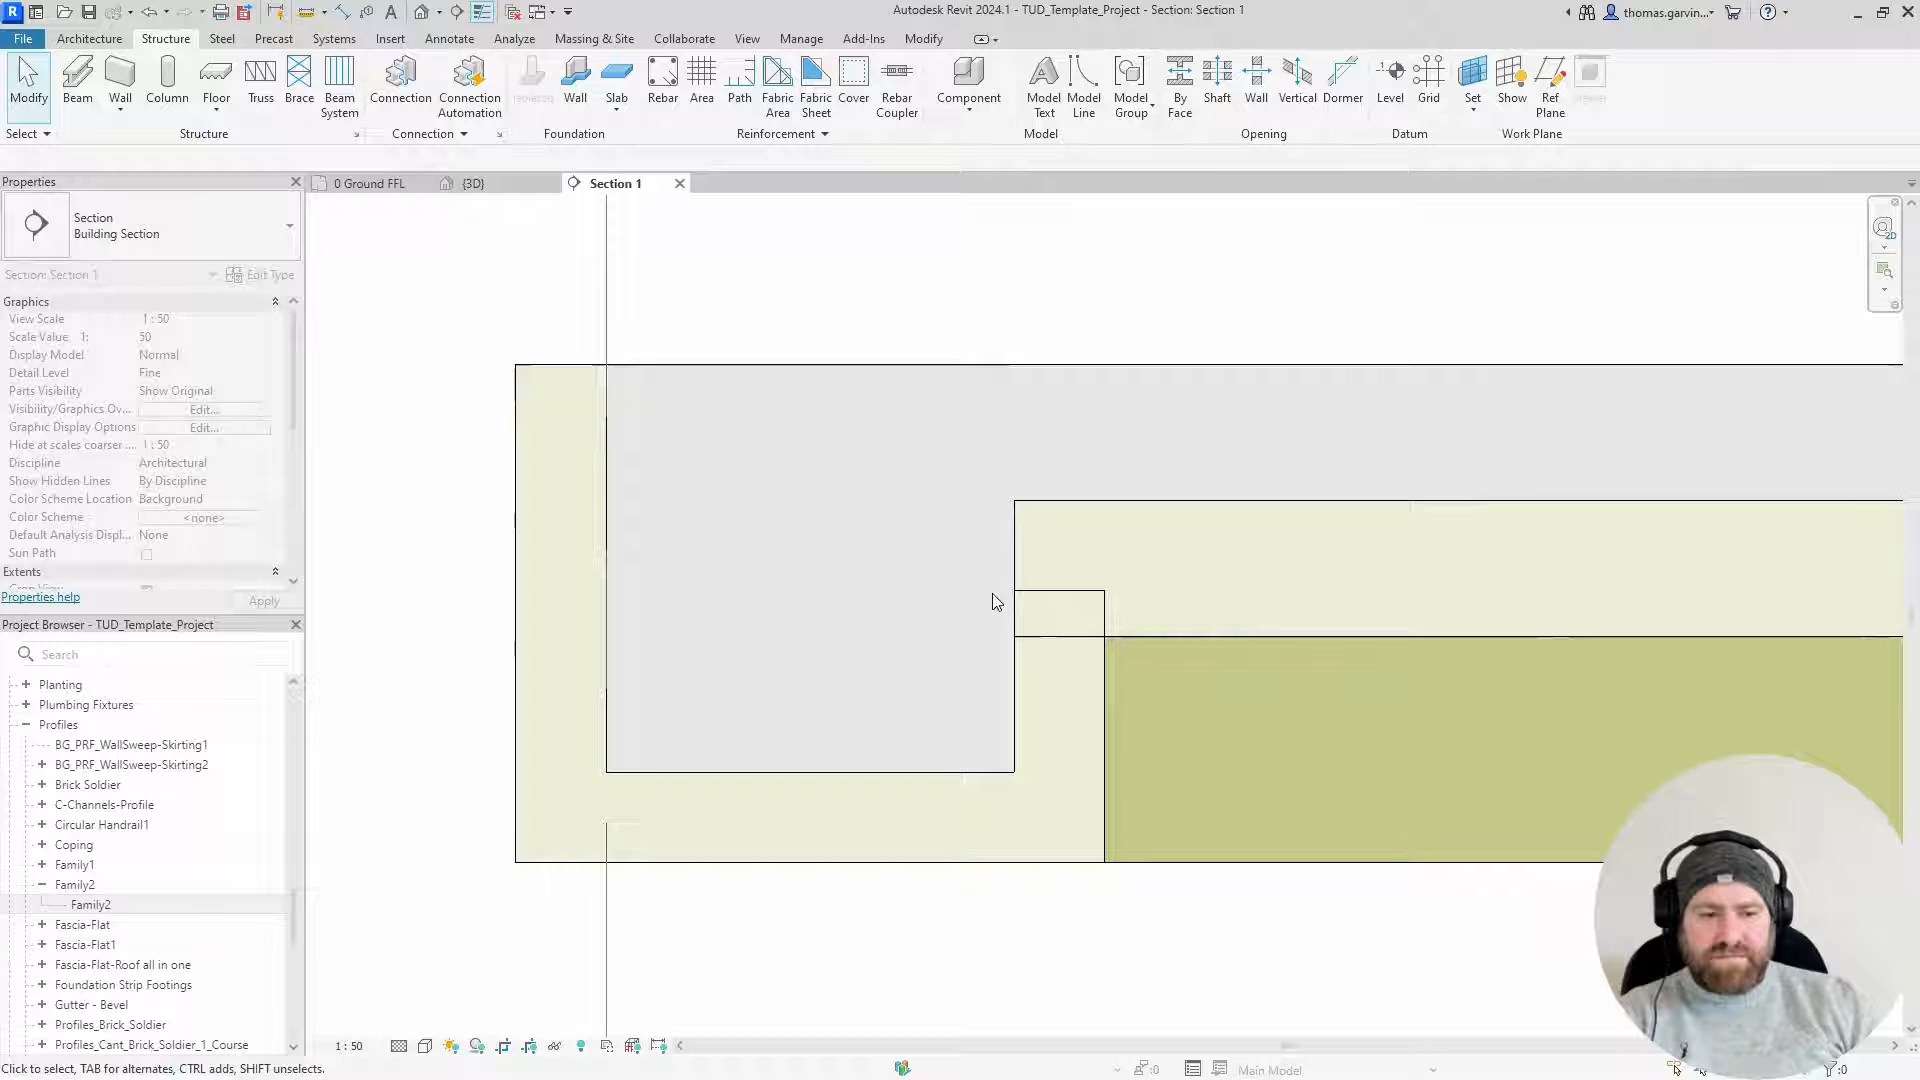 Autodesk Revit 2024.1 - TUD_Template_Project - Section: Section 1
thomas.garvin...
File Architecture Structure Steel Precast Systems Insert Annotate Analyze Massing & Site Collaborate View Manage Add-Ins Modify
Modify Beam Wall Column Floor Truss Brace Beam System Connection Connection Automation Isolated Wall Slab Rebar Area Path Fabric Area Fabric Sheet Cover Rebar Coupler Component Model Text Model Line Model Group By Face Shaft Wall Vertical Dormer Level Grid Set Show Ref Plane Viewer
Select Structure Connection Foundation Reinforcement Model Opening Datum Work Plane
Properties
0 Ground FFL {3D} Section 1
Section
Building Section
Section: Section 1 Edit Type
Graphics
View Scale 1 : 50
Scale Value 1: 50
Display Model Normal
Detail Level Fine
Parts Visibility Show Original
Visibility/Graphics Ov... Edit...
Graphic Display Options Edit...
Hide at scales coarser ... 1 : 50
Discipline Architectural
Show Hidden Lines By Discipline
Color Scheme Location Background
Color Scheme <none>
Default Analysis Displ... None
Sun Path
Extents
Crop View
Properties help Apply
Project Browser - TUD_Template_Project
Search
Planting
Plumbing Fixtures
Profiles
BG_PRF_WallSweep-Skirting1
BG_PRF_WallSweep-Skirting2
Brick Soldier
C-Channels-Profile
Circular Handrail1
Coping
Family1
Family2
Family2
Fascia-Flat
Fascia-Flat1
Fascia-Flat-Roof all in one
Foundation Strip Footings
Gutter - Bevel
Profiles_Brick_Soldier
Profiles_Cant_Brick_Soldier_1_Course
1 : 50
Click to select, TAB for alternates, CTRL adds, SHIFT unselects. :0 Main Model :0